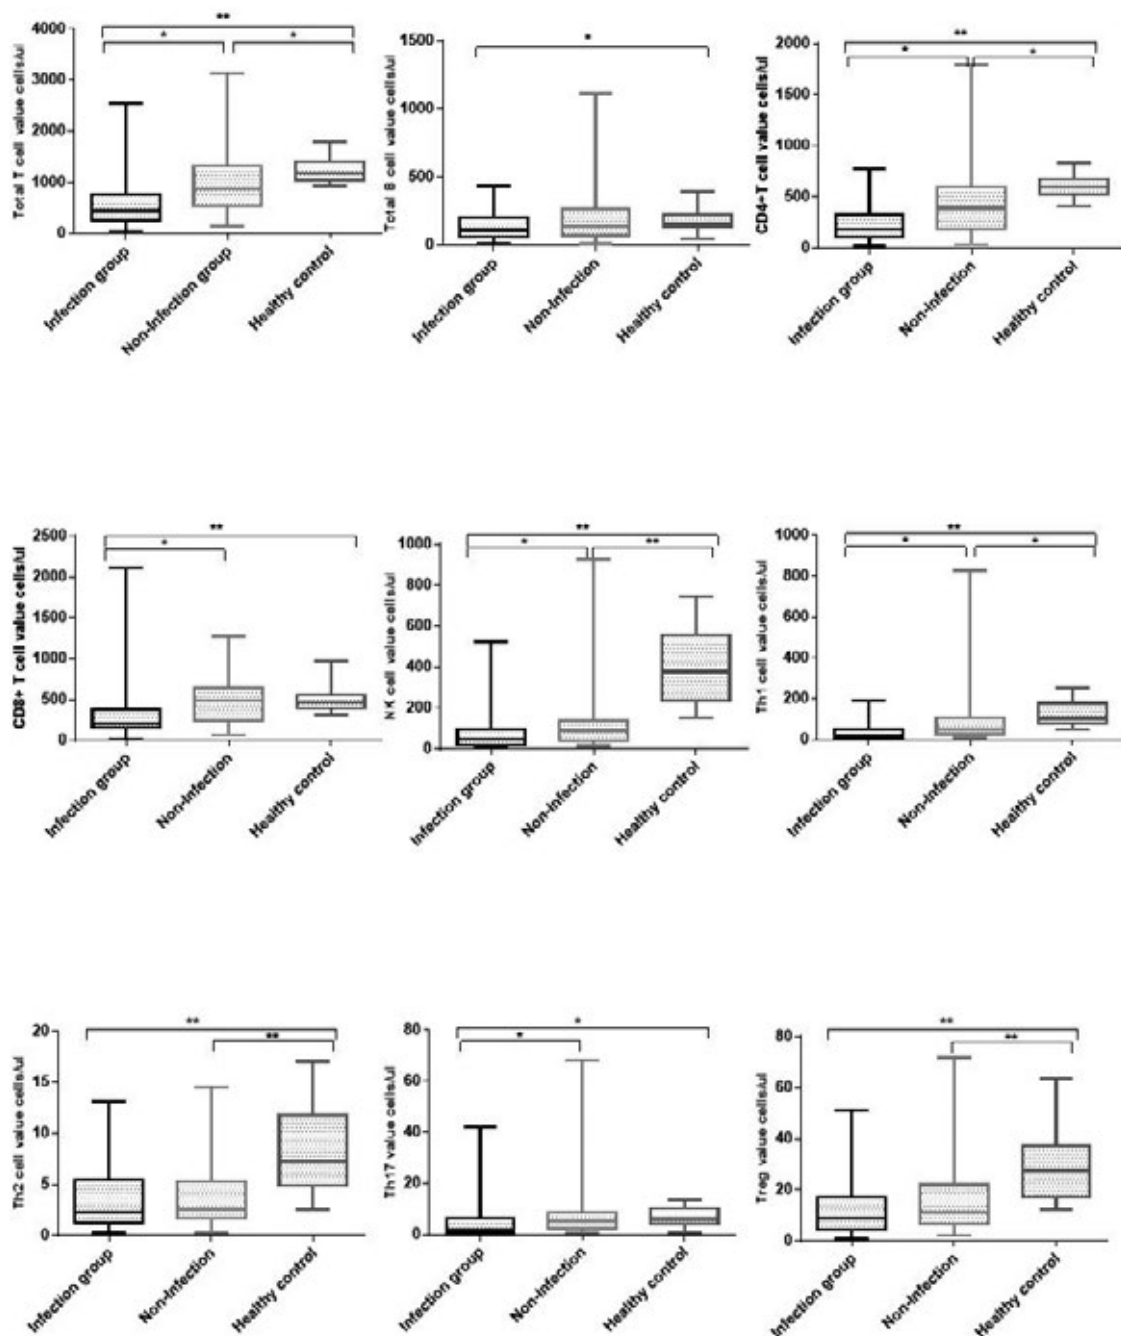 **
* *
4000
3000
2000
1000
0
Total T cell value cells/ul
Infection group
Non-Infection group
Healthy control
*
1500
1000
500
0
Total B cell value cells/ul
Infection group
Non-Infection
Healthy control
**
* *
2000
1500
1000
500
0
CD4+T cell value cells/ul
Infection group
Non-infection
Healthy control
**
*
2500
2000
1500
1000
500
0
CD8+ T cell value cells/ul
Infection group
Non-Infection
Healthy control
**
* **
1000
800
600
400
200
0
NK cell value cells/ul
Infection group
Non-Infection
Healthy control
**
* *
1000
800
600
400
200
0
Th1 cell value cells/ul
Infection group
Non-Infection
Healthy control
**
**
20
15
10
5
0
Th2 cell value cells/ul
Infection group
Non-Infection
Healthy control
*
*
80
60
40
20
0
Th17 value cells/ul
Infection group
Non-Infection
Healthy control
**
**
80
60
40
20
0
Treg value cells/ul
Infection group
Non-Infection
Healthy control